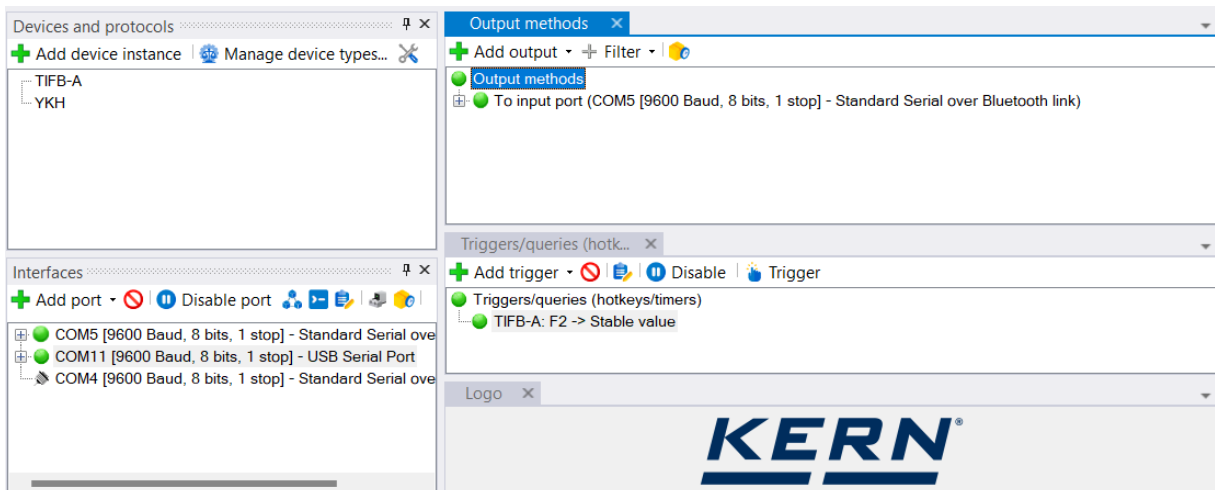 Devices and protocols
Add device instance Manage device types...
TIFB-A
YKH
Interfaces
Add port Disable port
COM5 [9600 Baud, 8 bits, 1 stop] - Standard Serial ove
COM11 [9600 Baud, 8 bits, 1 stop] - USB Serial Port
COM4 [9600 Baud, 8 bits, 1 stop] - Standard Serial ove
Output methods
Add output Filter
Output methods
To input port (COM5 [9600 Baud, 8 bits, 1 stop] - Standard Serial over Bluetooth link)
Triggers/queries (hotk...
Add trigger Disable Trigger
Triggers/queries (hotkeys/timers)
TIFB-A: F2 -> Stable value
Logo
KERN®